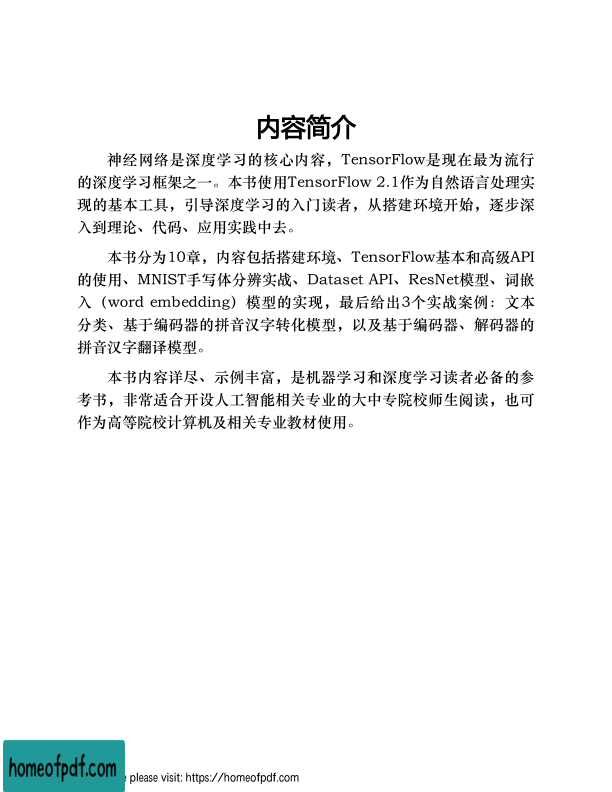 内容简介
神经网络是深度学习的核心内容，TensorFlow是现在最为流行
的深度学习框架之一。本书使用TensorFlow 2.1作为自然语言处理实
现的基本工具，引导深度学习的入门读者，从搭建环境开始，逐步深
入到理论、代码、应用实践中去。
本书分为10章，内容包括搭建环境、TensorFlow基本和高级API
的使用、MNIST手写体分辨实战、Dataset API、ResNet模型、词嵌
入（word embedding）模型的实现，最后给出3个实战案例：文本
分类、基于编码器的拼音汉字转化模型，以及基于编码器、解码器的
拼音汉字翻译模型。
本书内容详尽、示例丰富，是机器学习和深度学习读者必备的参
考书，非常适合开设人工智能相关专业的大中专院校师生阅读，也可
作为高等院校计算机及相关专业教材使用。
homeofpdf.com
please visit: https://homeofpdf.com